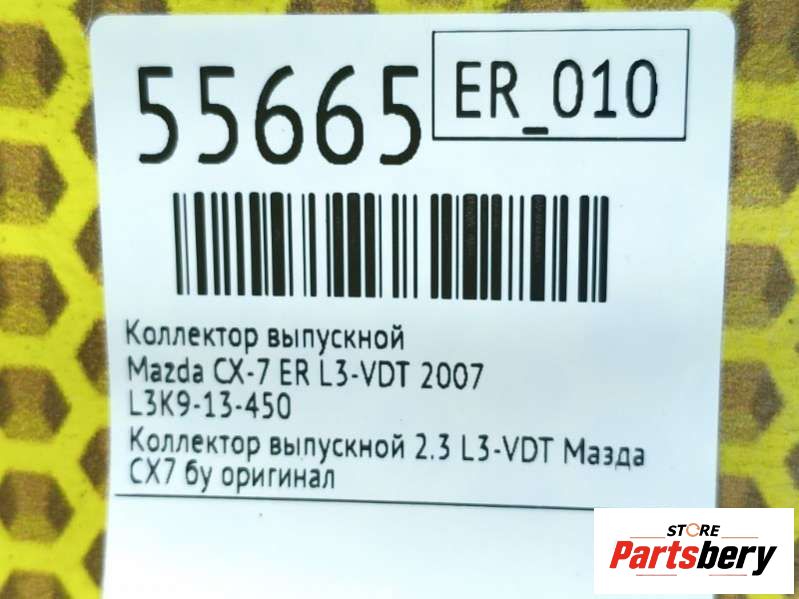 55665
ER_010
Коллектор выпускной
Mazda CX-7 ER L3-VDT 2007
L3K9-13-450
Коллектор выпускной 2.3 L3-VDT Мазда
CX7 бу оригинал
STORE
Partsbery